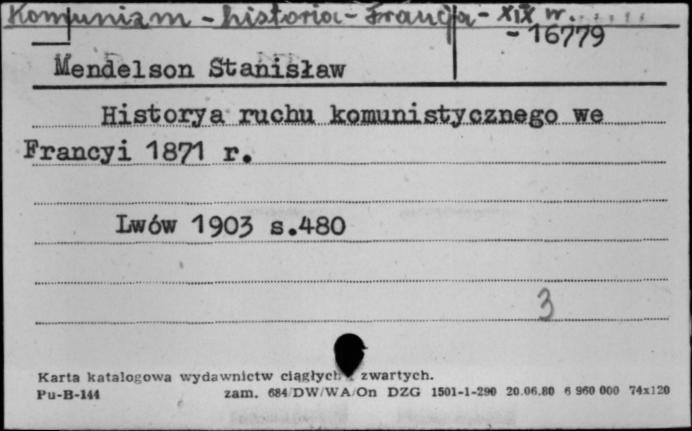 Komunizm - historia - Francja - XIX w.
- 16779
Mendelson Stanisław
Historya ruchu komunistycznego we
Francyi 1871 r.
Lwów 1903 s.480
3
Karta katalogowa wydawnictw ciągłych i zwartych.
Pu-B-144 zam. 684/DW/WA/On DZG 1501-1-290 20.06.80 6 960 000 74x120